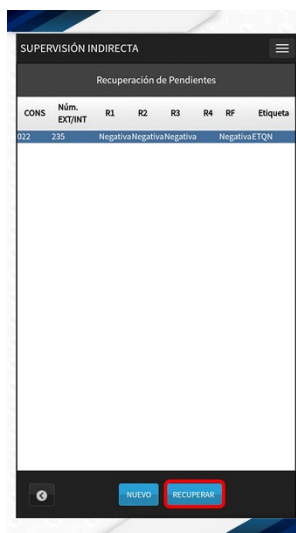 SUPERVISIÓN INDIRECTA
Recuperación de Pendientes
CONS Núm. EXT/INT R1 R2 R3 R4 RF Etiqueta
022 235 Negativa Negativa Negativa Negativa ETQN
NUEVO RECUPERAR